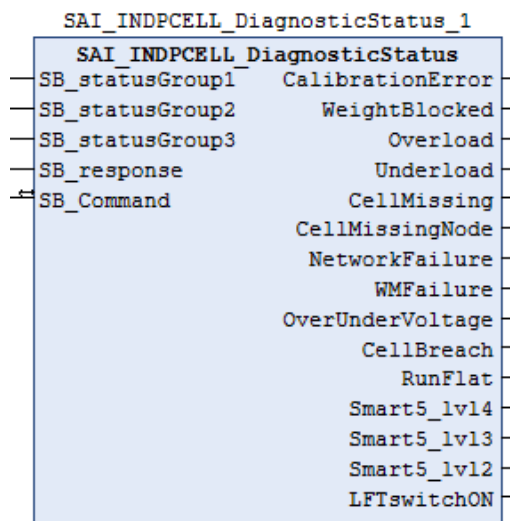 SAI_INDPCELL_DiagnosticStatus_1
SAI_INDPCELL_DiagnosticStatus
SB_statusGroup1 CalibrationError
SB_statusGroup2 WeightBlocked
SB_statusGroup3 Overload
SB_response Underload
SB_Command CellMissing
CellMissingNode
NetworkFailure
WMFailure
OverUnderVoltage
CellBreach
RunFlat
Smart5_lvl4
Smart5_lvl3
Smart5_lvl2
LFTswitchON